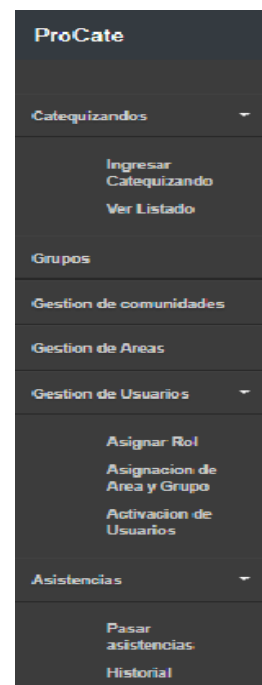 ProCate
Catequizandos
Ingresar
Catequizando
Ver Listado
Grupos
Gestion de comunidades
Gestion de Areas
Gestion de Usuarios
Asignar Rol
Asignacion de
Area y Grupo
Activacion de
Usuarios
Asistencias
Pasar
asistencias
Historial